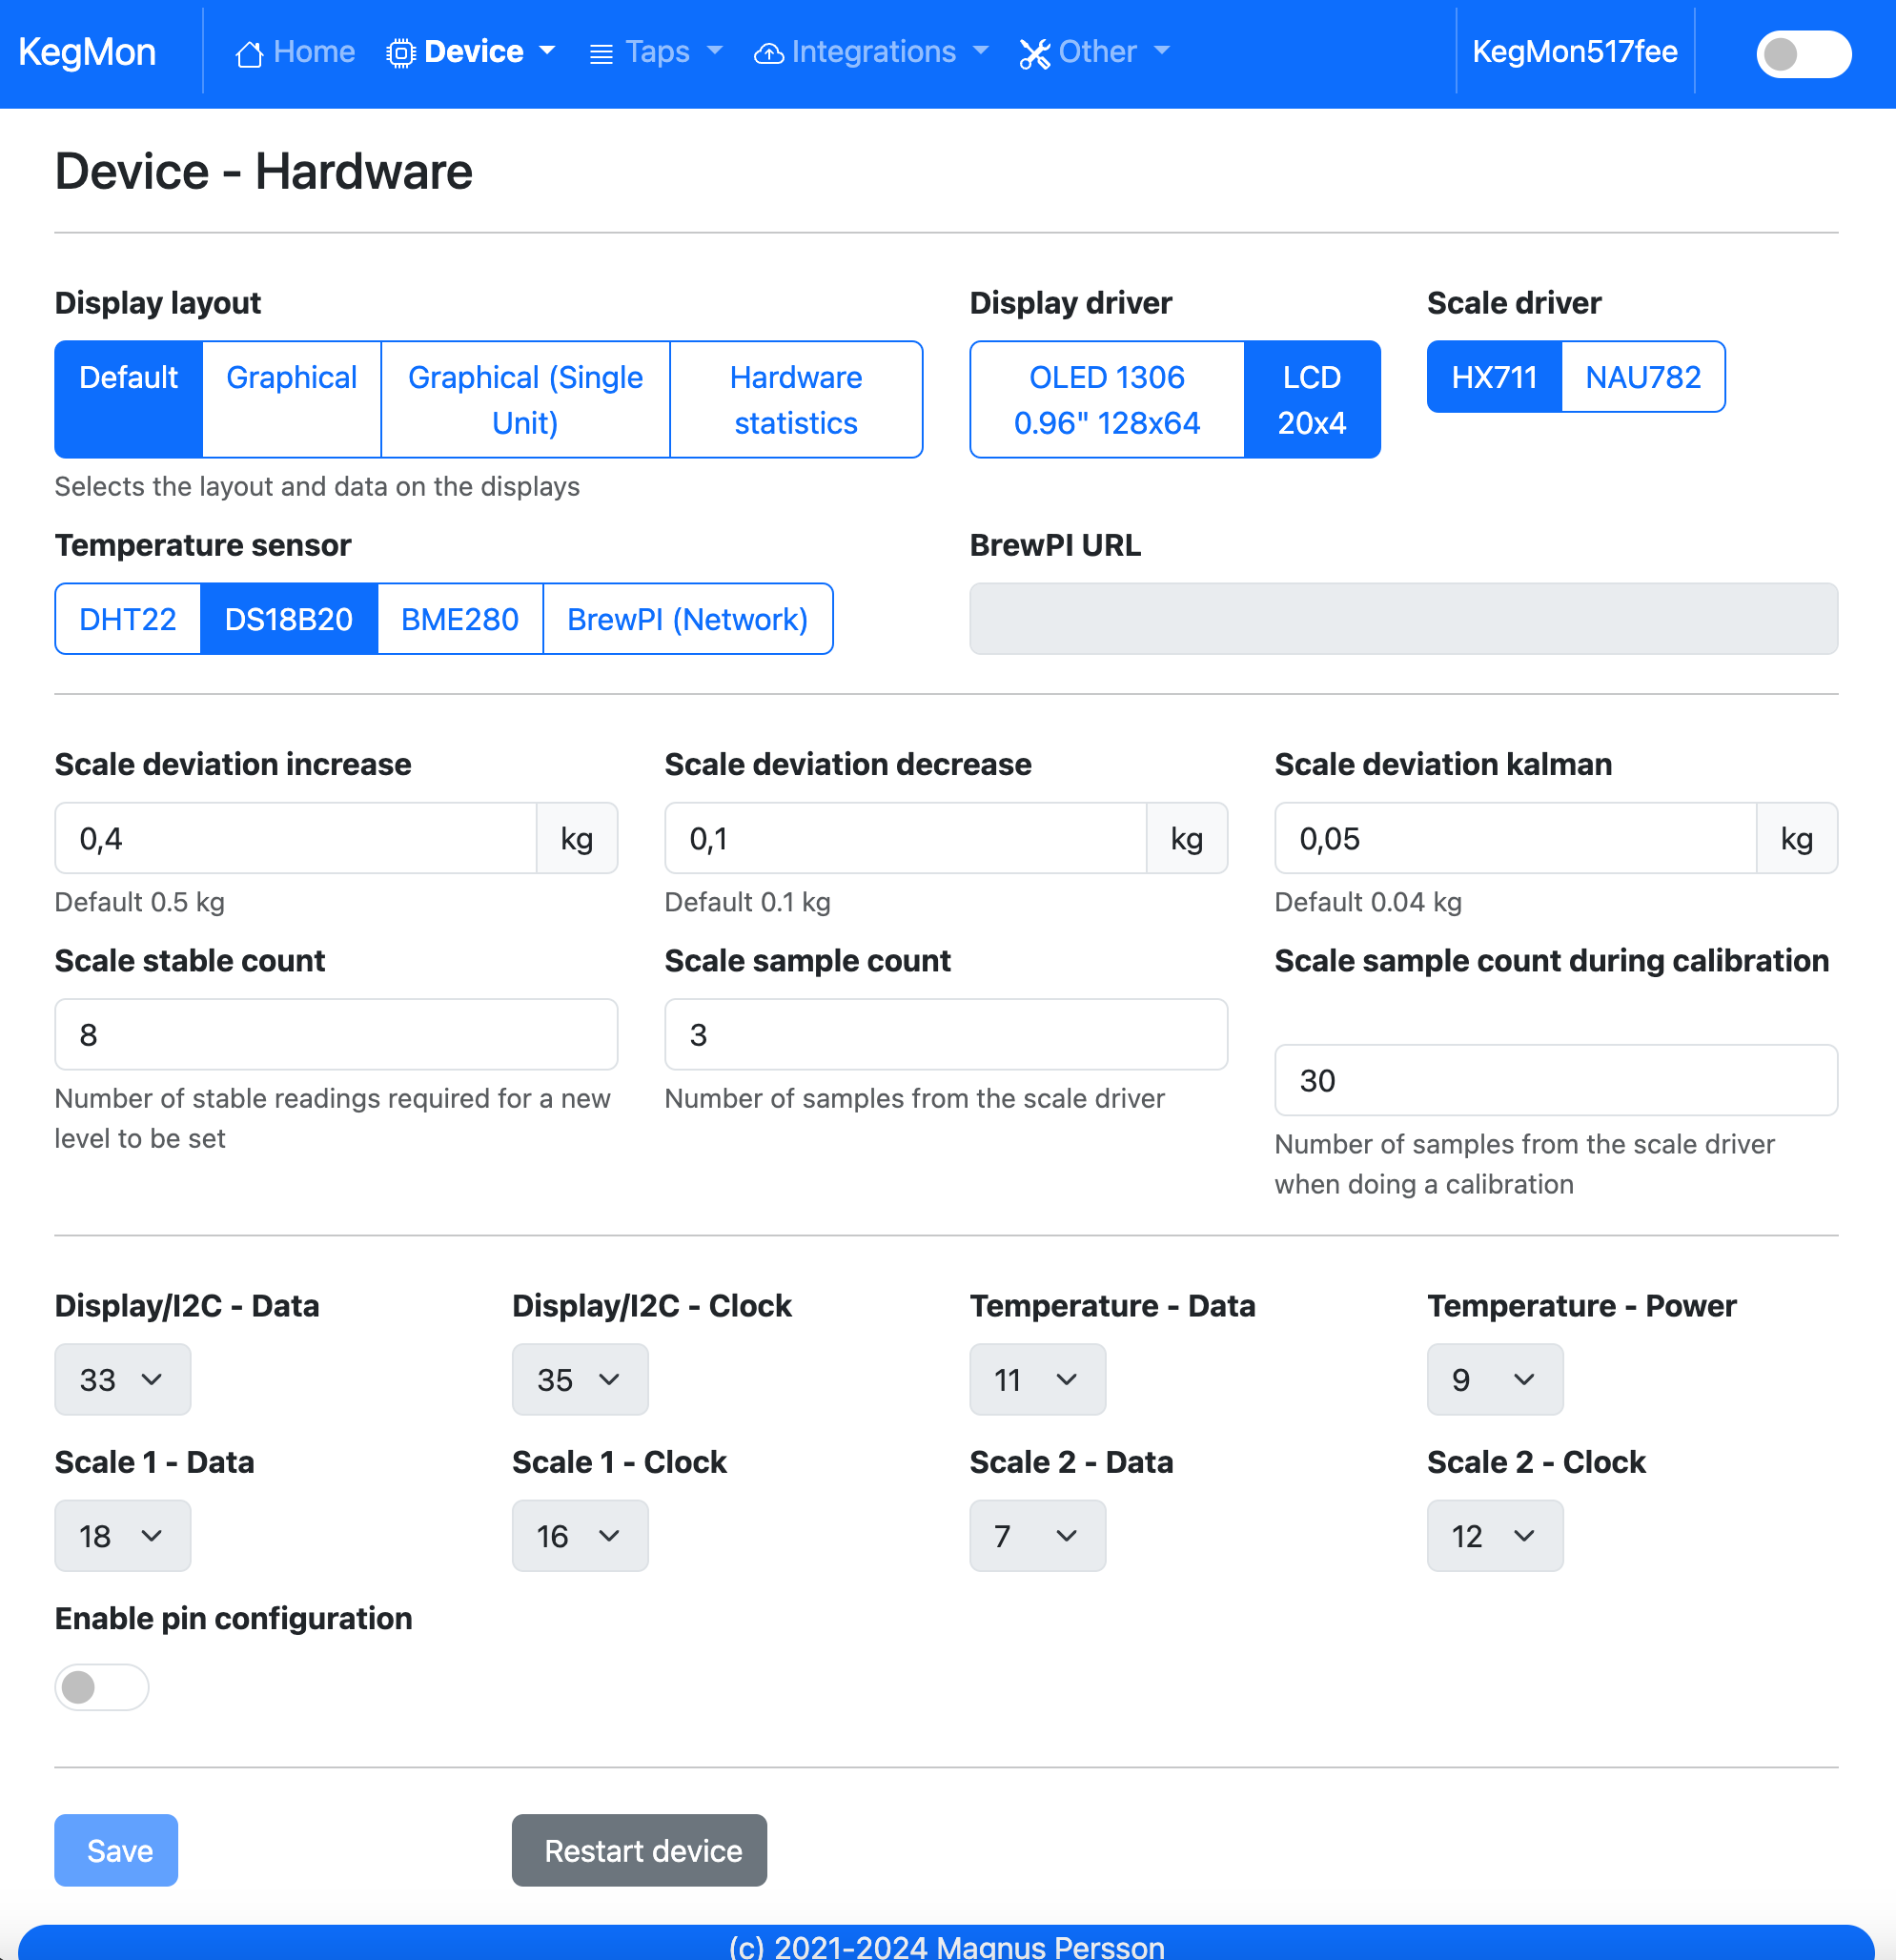 KegMon Home Device Taps Integrations Other KegMon517fee
Device - Hardware
Display layout
Default
Graphical
Graphical (Single
Unit)
Hardware
statistics
Selects the layout and data on the displays
Display driver
OLED 1306
0.96" 128x64
LCD
20x4
Scale driver
HX711
NAU782
Temperature sensor
DHT22
DS18B20
BME280
BrewPI (Network)
BrewPI URL
Scale deviation increase
0,4 kg
Default 0.5 kg
Scale deviation decrease
0,1 kg
Default 0.1 kg
Scale deviation kalman
0,05 kg
Default 0.04 kg
Scale stable count
8
Number of stable readings required for a new
level to be set
Scale sample count
3
Number of samples from the scale driver
Scale sample count during calibration
30
Number of samples from the scale driver
when doing a calibration
Display/I2C - Data
33
Display/I2C - Clock
35
Temperature - Data
11
Temperature - Power
9
Scale 1 - Data
18
Scale 1 - Clock
16
Scale 2 - Data
7
Scale 2 - Clock
12
Enable pin configuration
Save
Restart device
(c) 2021-2024 Magnus Persson